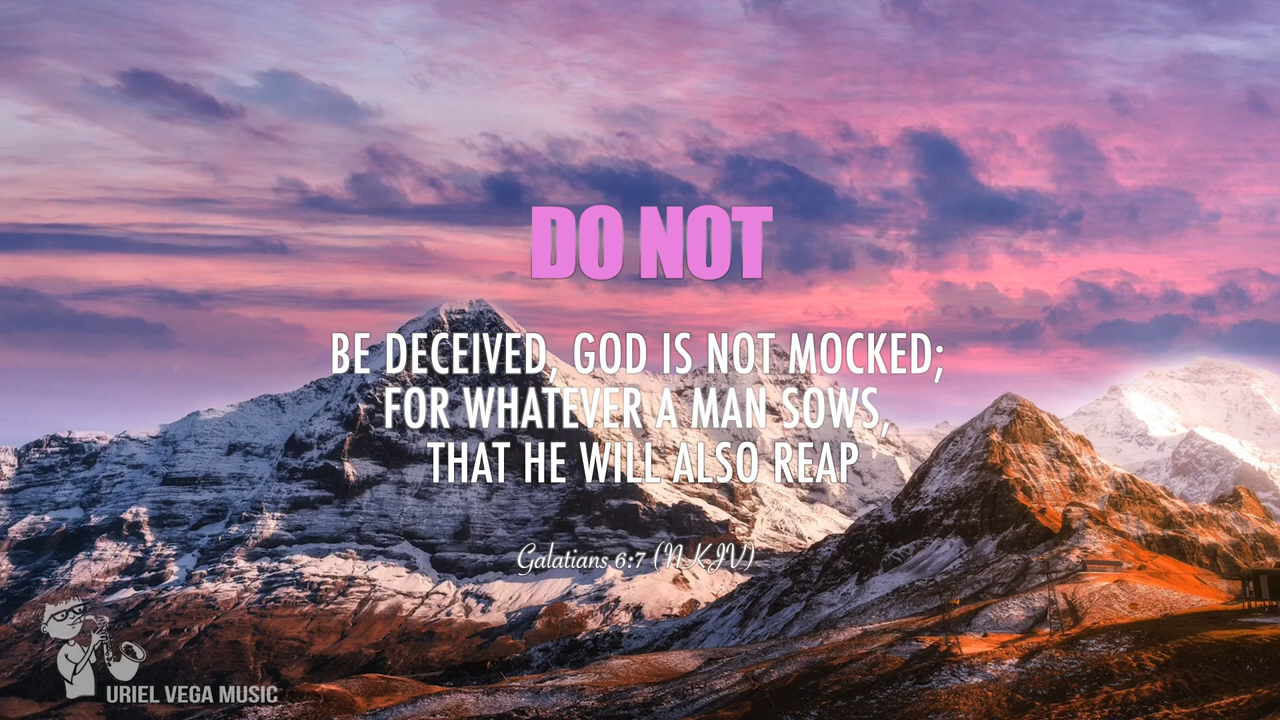 DO NOT
BE DECEIVED, GOD IS NOT MOCKED;
FOR WHATEVER A MAN SOWS,
THAT HE WILL ALSO REAP
Galatians 6:7 (NKJV)
URIEL VEGA MUSIC